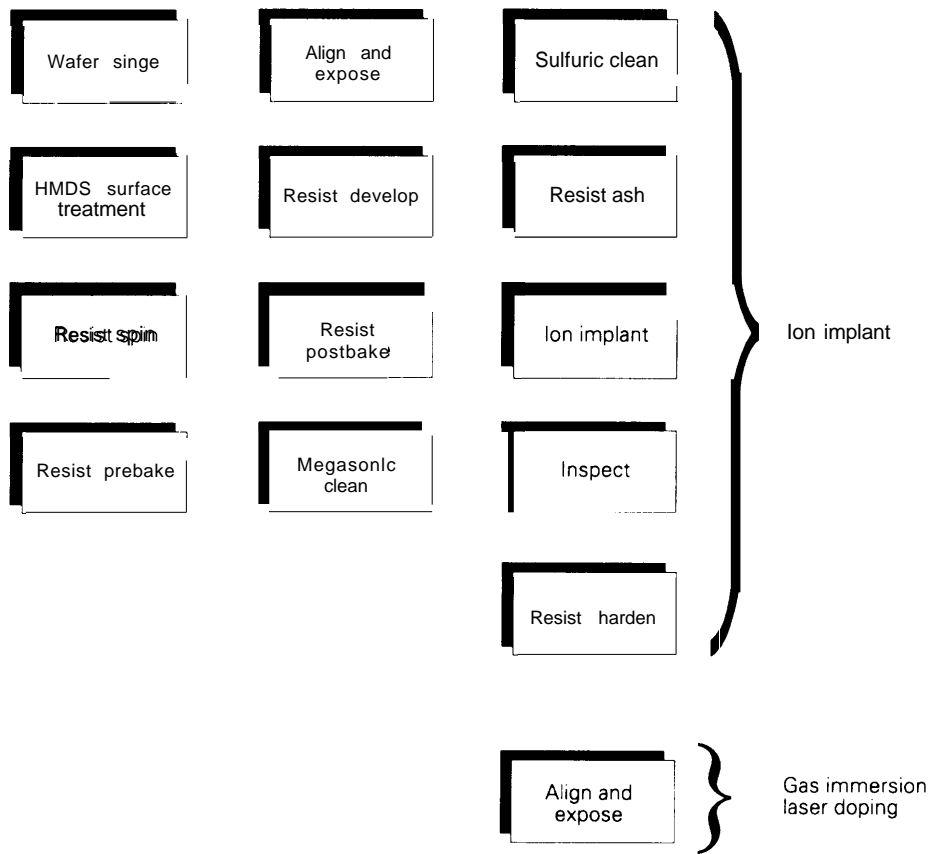 Wafer singe
HMDS surface
treatment
Resist spin
Resist prebake
Align and
expose
Resist develop
Resist
postbake
Megasonic
clean
Sulfuric clean
Resist ash
Ion implant
Inspect
Resist harden
Ion implant
Align and
expose
Gas immersion
laser doping